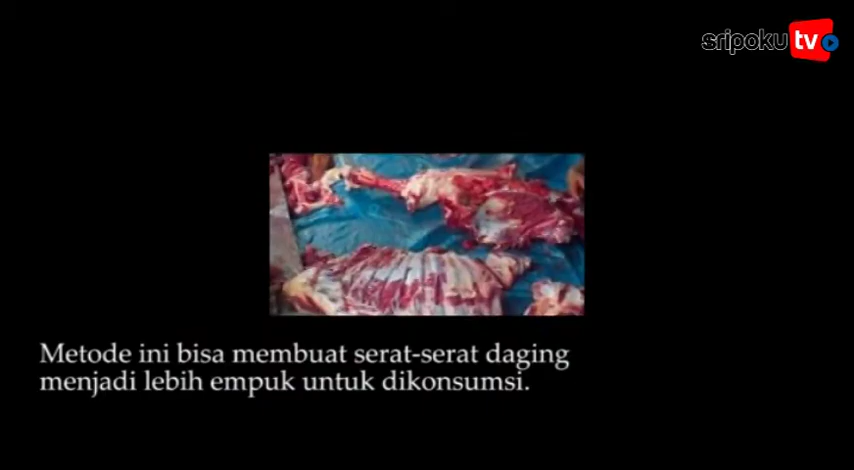 sripoku tv
Metode ini bisa membuat serat-serat daging
menjadi lebih empuk untuk dikonsumsi.